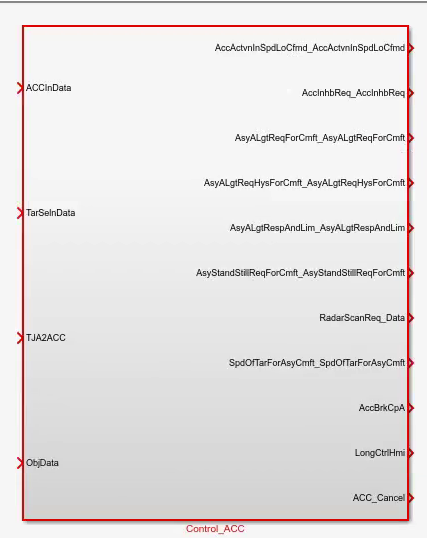 AccActvnInSpdLoCfmd_AccActvnInSpdLoCfmd
ACCInData
AccInhbReq_AccInhbReq
AsyALgtReqForCmft_AsyALgtReqForCmft
AsyALgtReqHysForCmft_AsyALgtReqHysForCmft
TarSelnData
AsyALgtRespAndLim_AsyALgtRespAndLim
AsyStandStillReqForCmft_AsyStandStillReqForCmft
RadarScanReq_Data
TJA2ACC
SpdOfTarForAsyCmft_SpdOfTarForAsyCmft
AccBrkCpA
LongCtrlHmi
ObjData
ACC_Cancel
Control_ACC